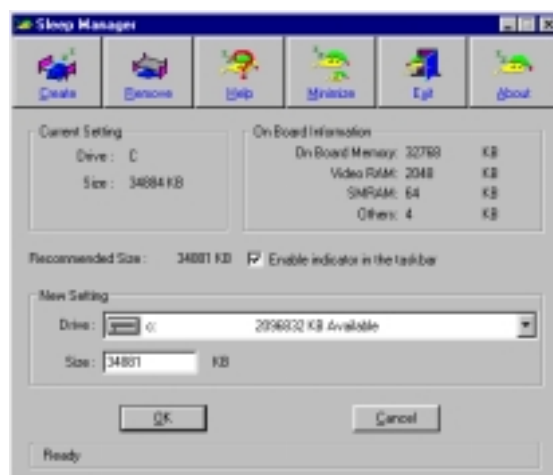 Sleep Manager
Create Remove Help Minimize Exit About
Current Setting
Drive : C
Size : 34884 KB
On Board Information
On Board Memory: 32768 KB
Video RAM: 2048 KB
SMRAM: 64 KB
Others: 4 KB
Recommended Size : 34881 KB Enable indicator in the taskbar
New Setting
Drive : c: 2096832 KB Available
Size : 34881 KB
OK Cancel
Ready